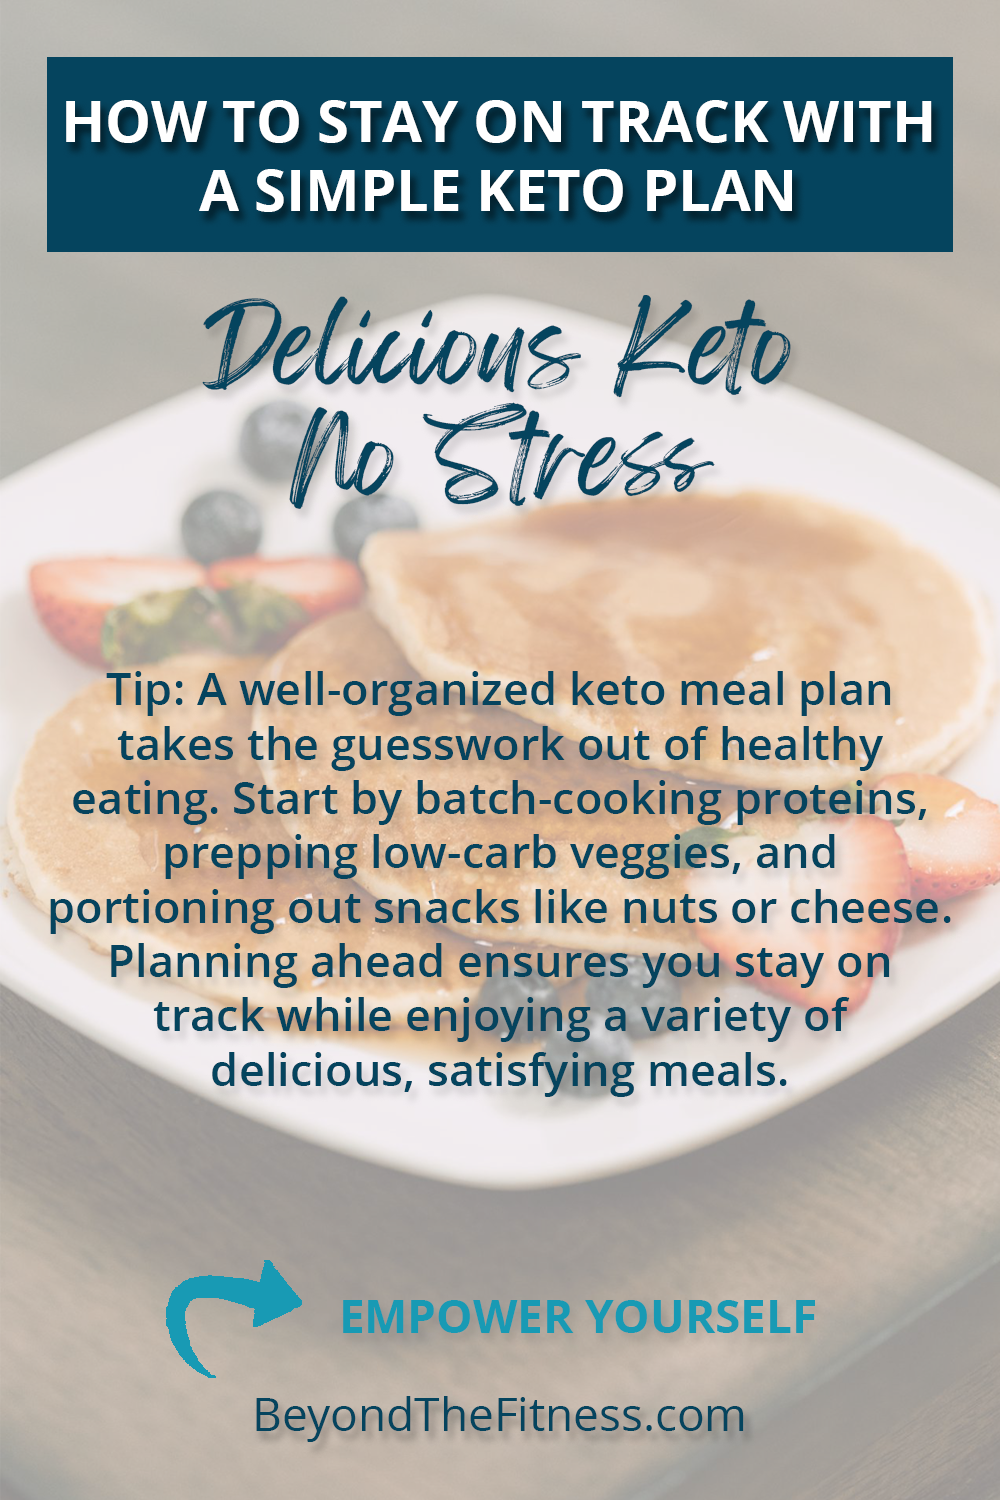 HOW TO STAY ON TRACK WITH
A SIMPLE KETO PLAN
Delicious Keto
No Stress
Tip: A well-organized keto meal plan
takes the guesswork out of healthy
eating. Start by batch-cooking proteins,
prepping low-carb veggies, and
portioning out snacks like nuts or cheese.
Planning ahead ensures you stay on
track while enjoying a variety of
delicious, satisfying meals.
EMPOWER YOURSELF
BeyondTheFitness.com